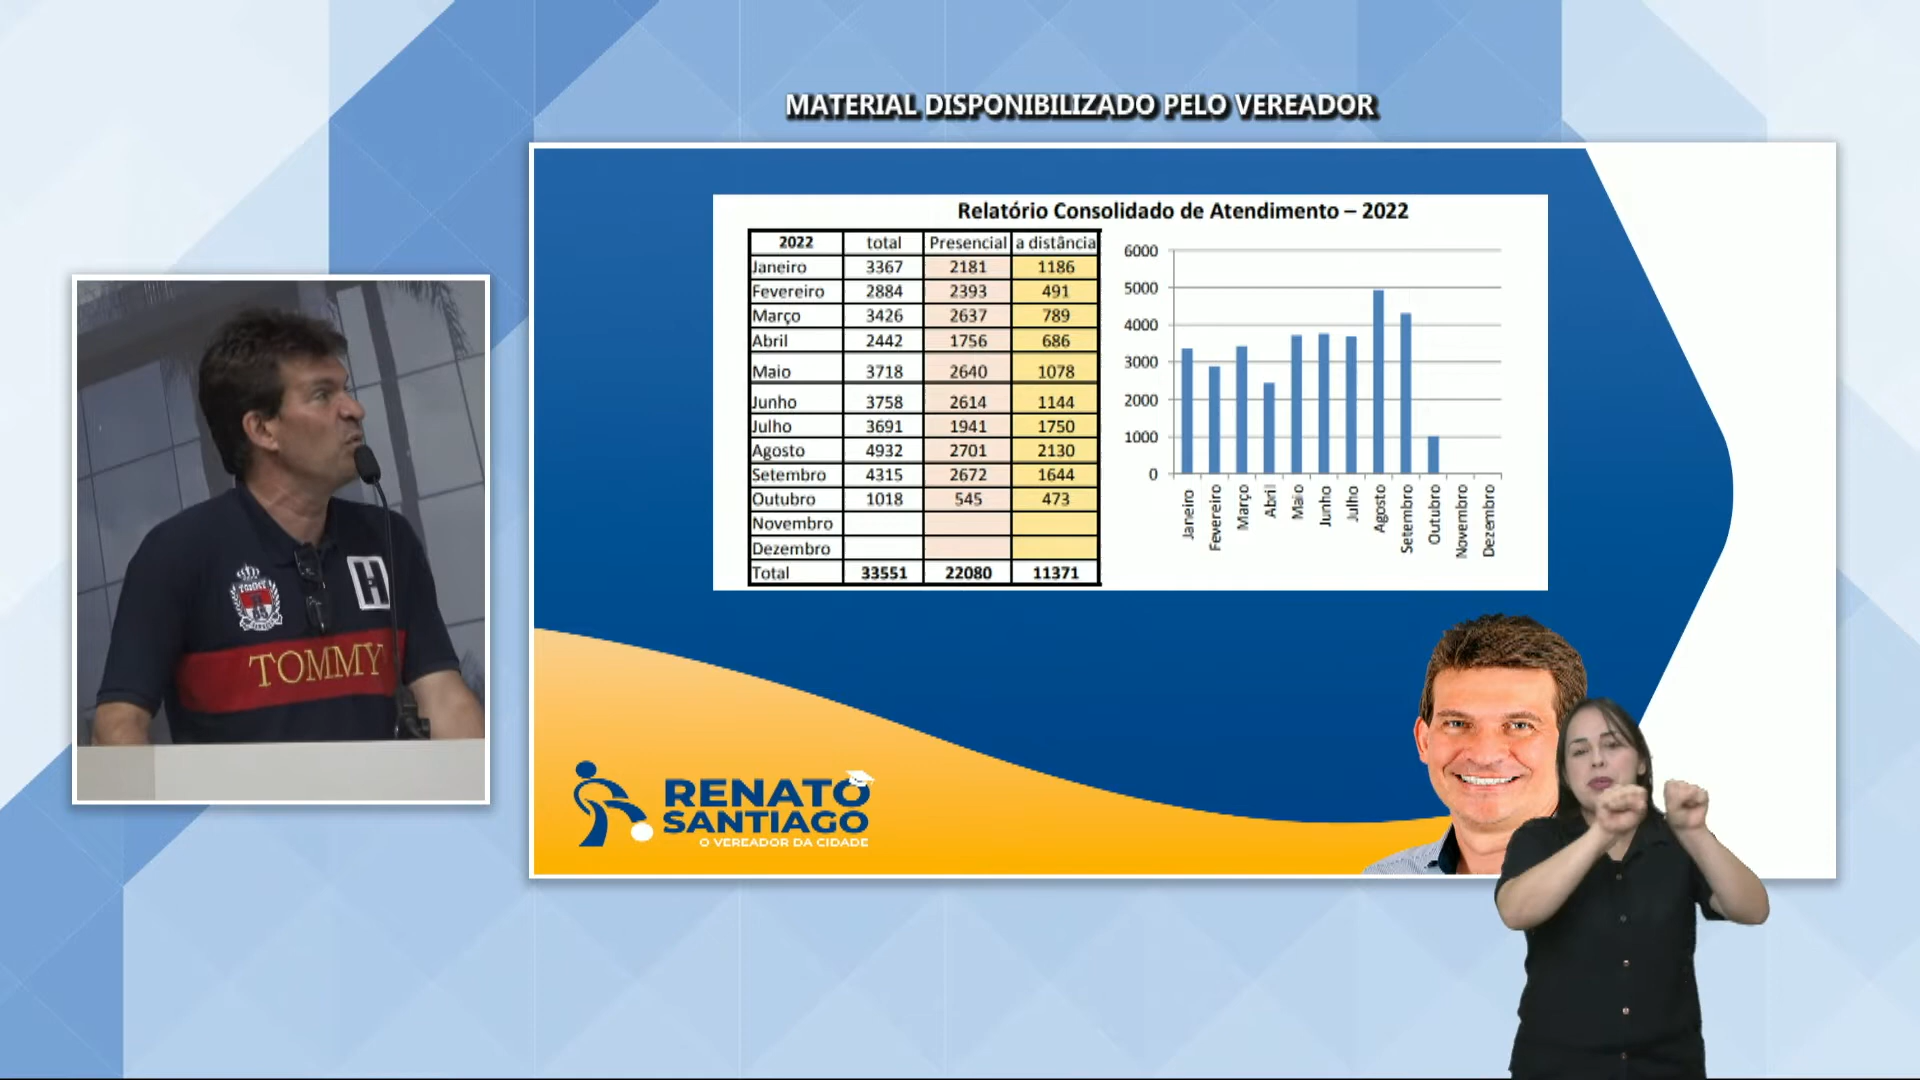 MATERIAL DISPONIBILIZADO PELO VEREADOR
Relatório Consolidado de Atendimento – 2022
2022 total Presencial a distância
Janeiro 3367 2181 1186
Fevereiro 2884 2393 491
Março 3426 2637 789
Abril 2442 1756 686
Maio 3718 2640 1078
Junho 3758 2614 1144
Julho 3691 1941 1750
Agosto 4932 2701 2130
Setembro 4315 2672 1644
Outubro 1018 545 473
Novembro
Dezembro
Total 33551 22080 11371
6000
5000
4000
3000
2000
1000
0
Janeiro
Fevereiro
Março
Abril
Maio
Junho
Julho
Agosto
Setembro
Outubro
Novembro
Dezembro
TOMMY
H
TOMMY
RENATO
SANTIAGO
O VEREADOR DA CIDADE